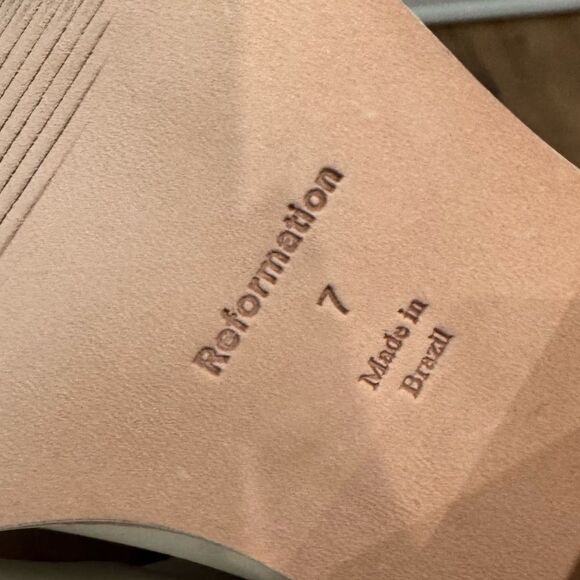 Reformation
7
Made in
Brazil